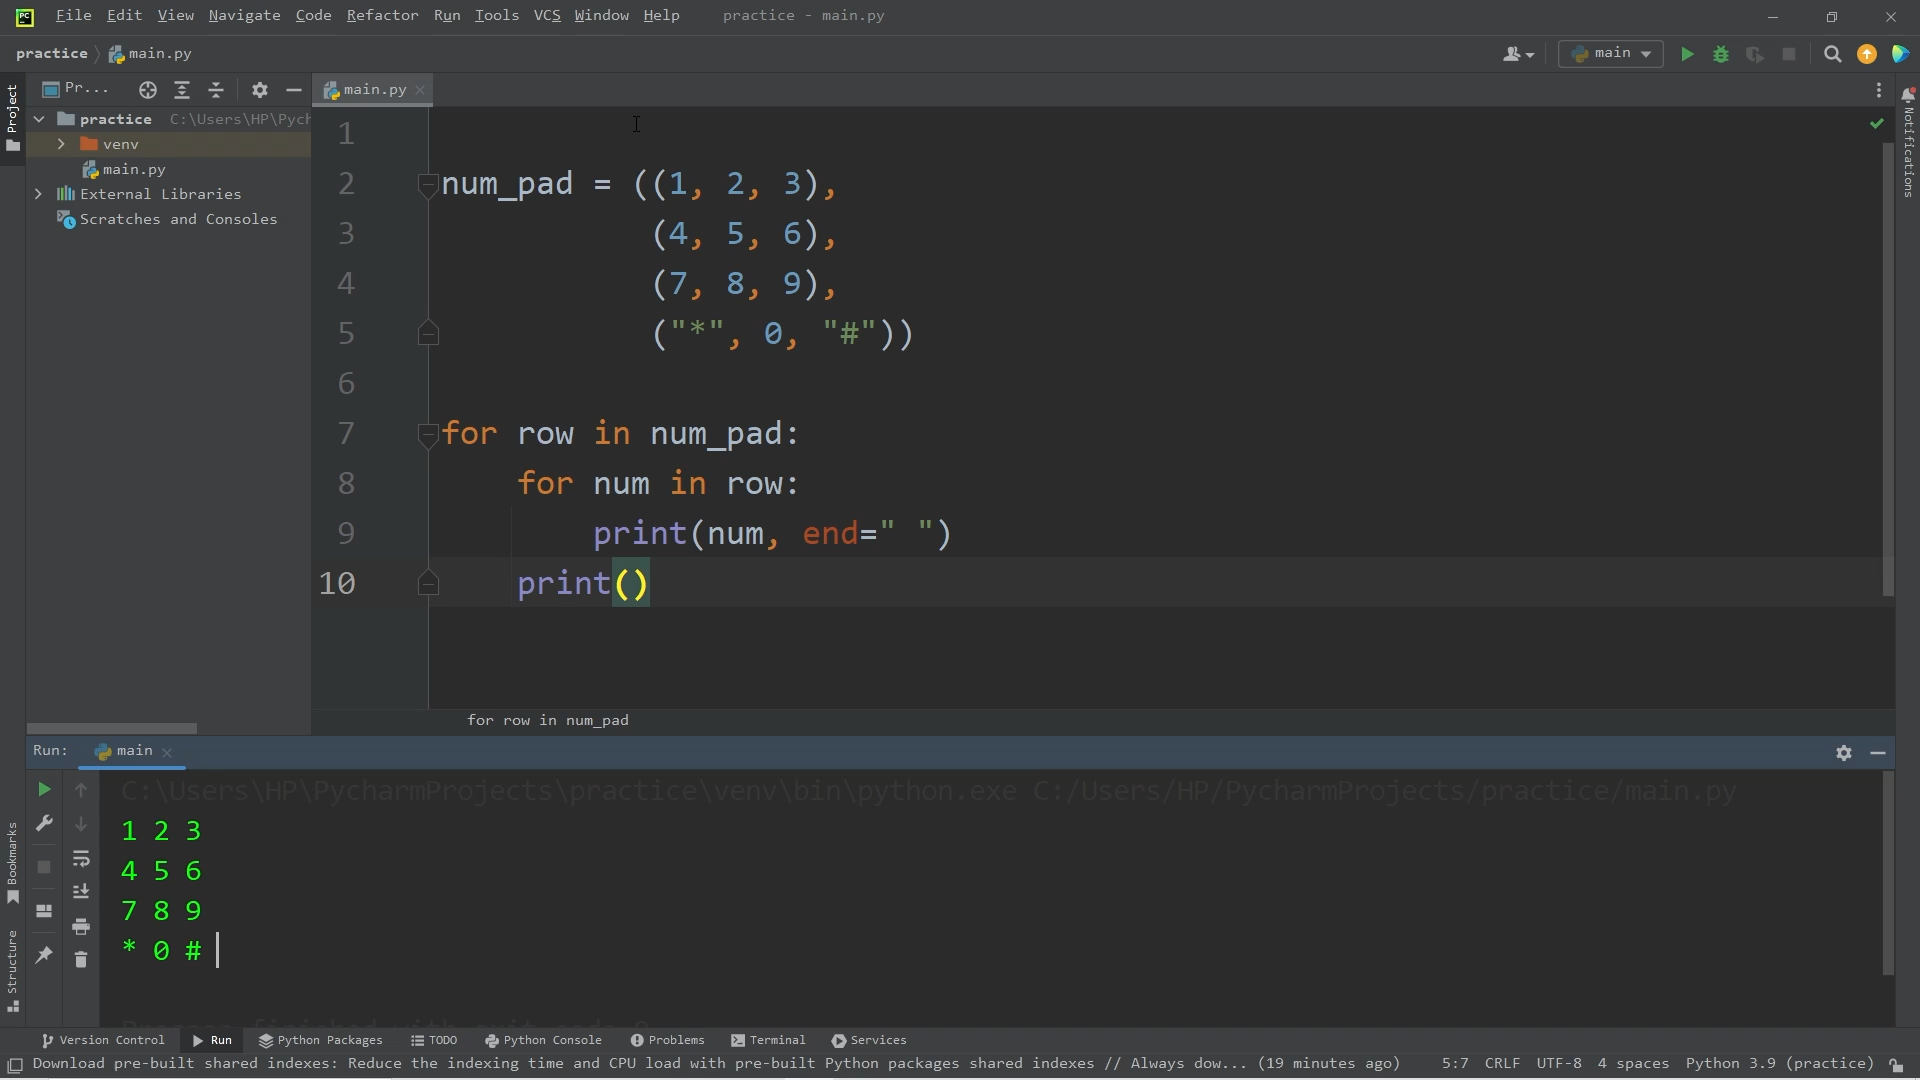 PC
File Edit View Navigate Code Refactor Run Tools VCS Window Help practice - main.py
practice main.py
main
Pr...
main.py
Project
Notifications
practice C:\Users\HP\Pych
venv
main.py
External Libraries
Scratches and Consoles
1
2 num_pad = ((1, 2, 3),
3 (4, 5, 6),
4 (7, 8, 9),
5 ("*", 0, "#"))
6
7 for row in num_pad:
8 for num in row:
9 print(num, end=" ")
10 print()
for row in num_pad
Run: main
C:\Users\HP\PycharmProjects\practice\venv\bin\python.exe C:/Users/HP/PycharmProjects/practice/main.py
1 2 3
4 5 6
7 8 9
* 0 #
Process finished with exit code 0
Bookmarks
Structure
Version Control Run Python Packages TODO Python Console Problems Terminal Services
Download pre-built shared indexes: Reduce the indexing time and CPU load with pre-built Python packages shared indexes // Always dow... (19 minutes ago) 5:7 CRLF UTF-8 4 spaces Python 3.9 (practice)